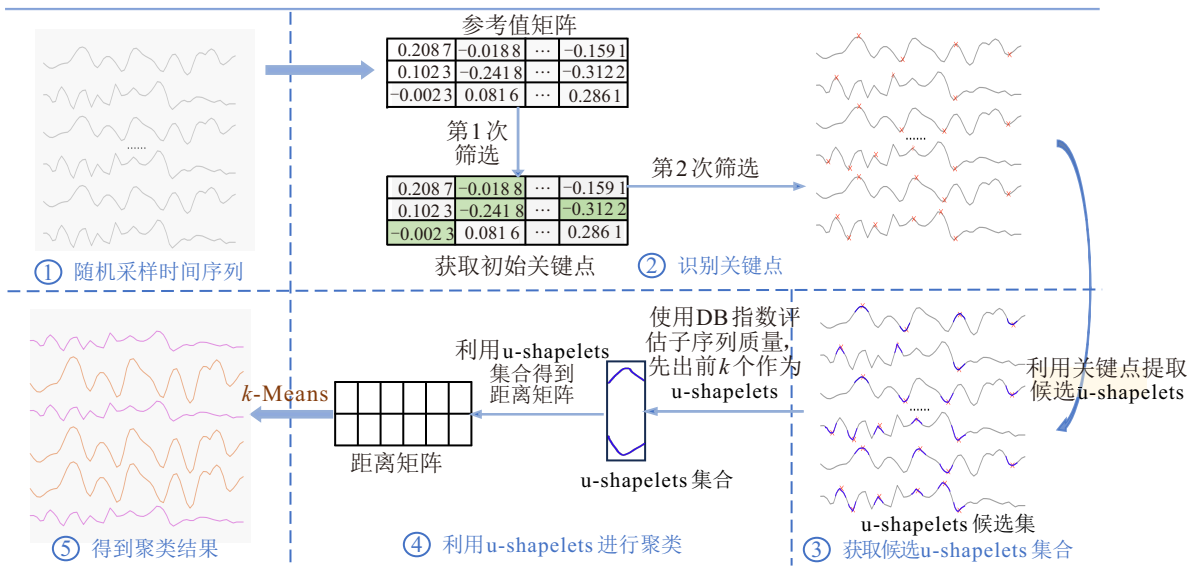 ……
① 随机采样时间序列
参考值矩阵
0.208 7 −0.018 8 … −0.159 1
0.102 3 −0.241 8 … −0.312 2
−0.002 3 0.081 6 … 0.286 1
第1次
筛选
0.208 7 −0.018 8 … −0.159 1
0.102 3 −0.241 8 … −0.312 2
−0.002 3 0.081 6 … 0.286 1
获取初始关键点
第2次筛选
……
② 识别关键点
利用关键点提取
候选u-shapelets
……
u-shapelets 候选集
③ 获取候选u-shapelets 集合
使用DB指数评
估子序列质量,
先出前k个作为
u-shapelets
u-shapelets 集合
利用u-shapelets
集合得到
距离矩阵
距离矩阵
④ 利用u-shapelets 进行聚类
k-Means
⑤ 得到聚类结果